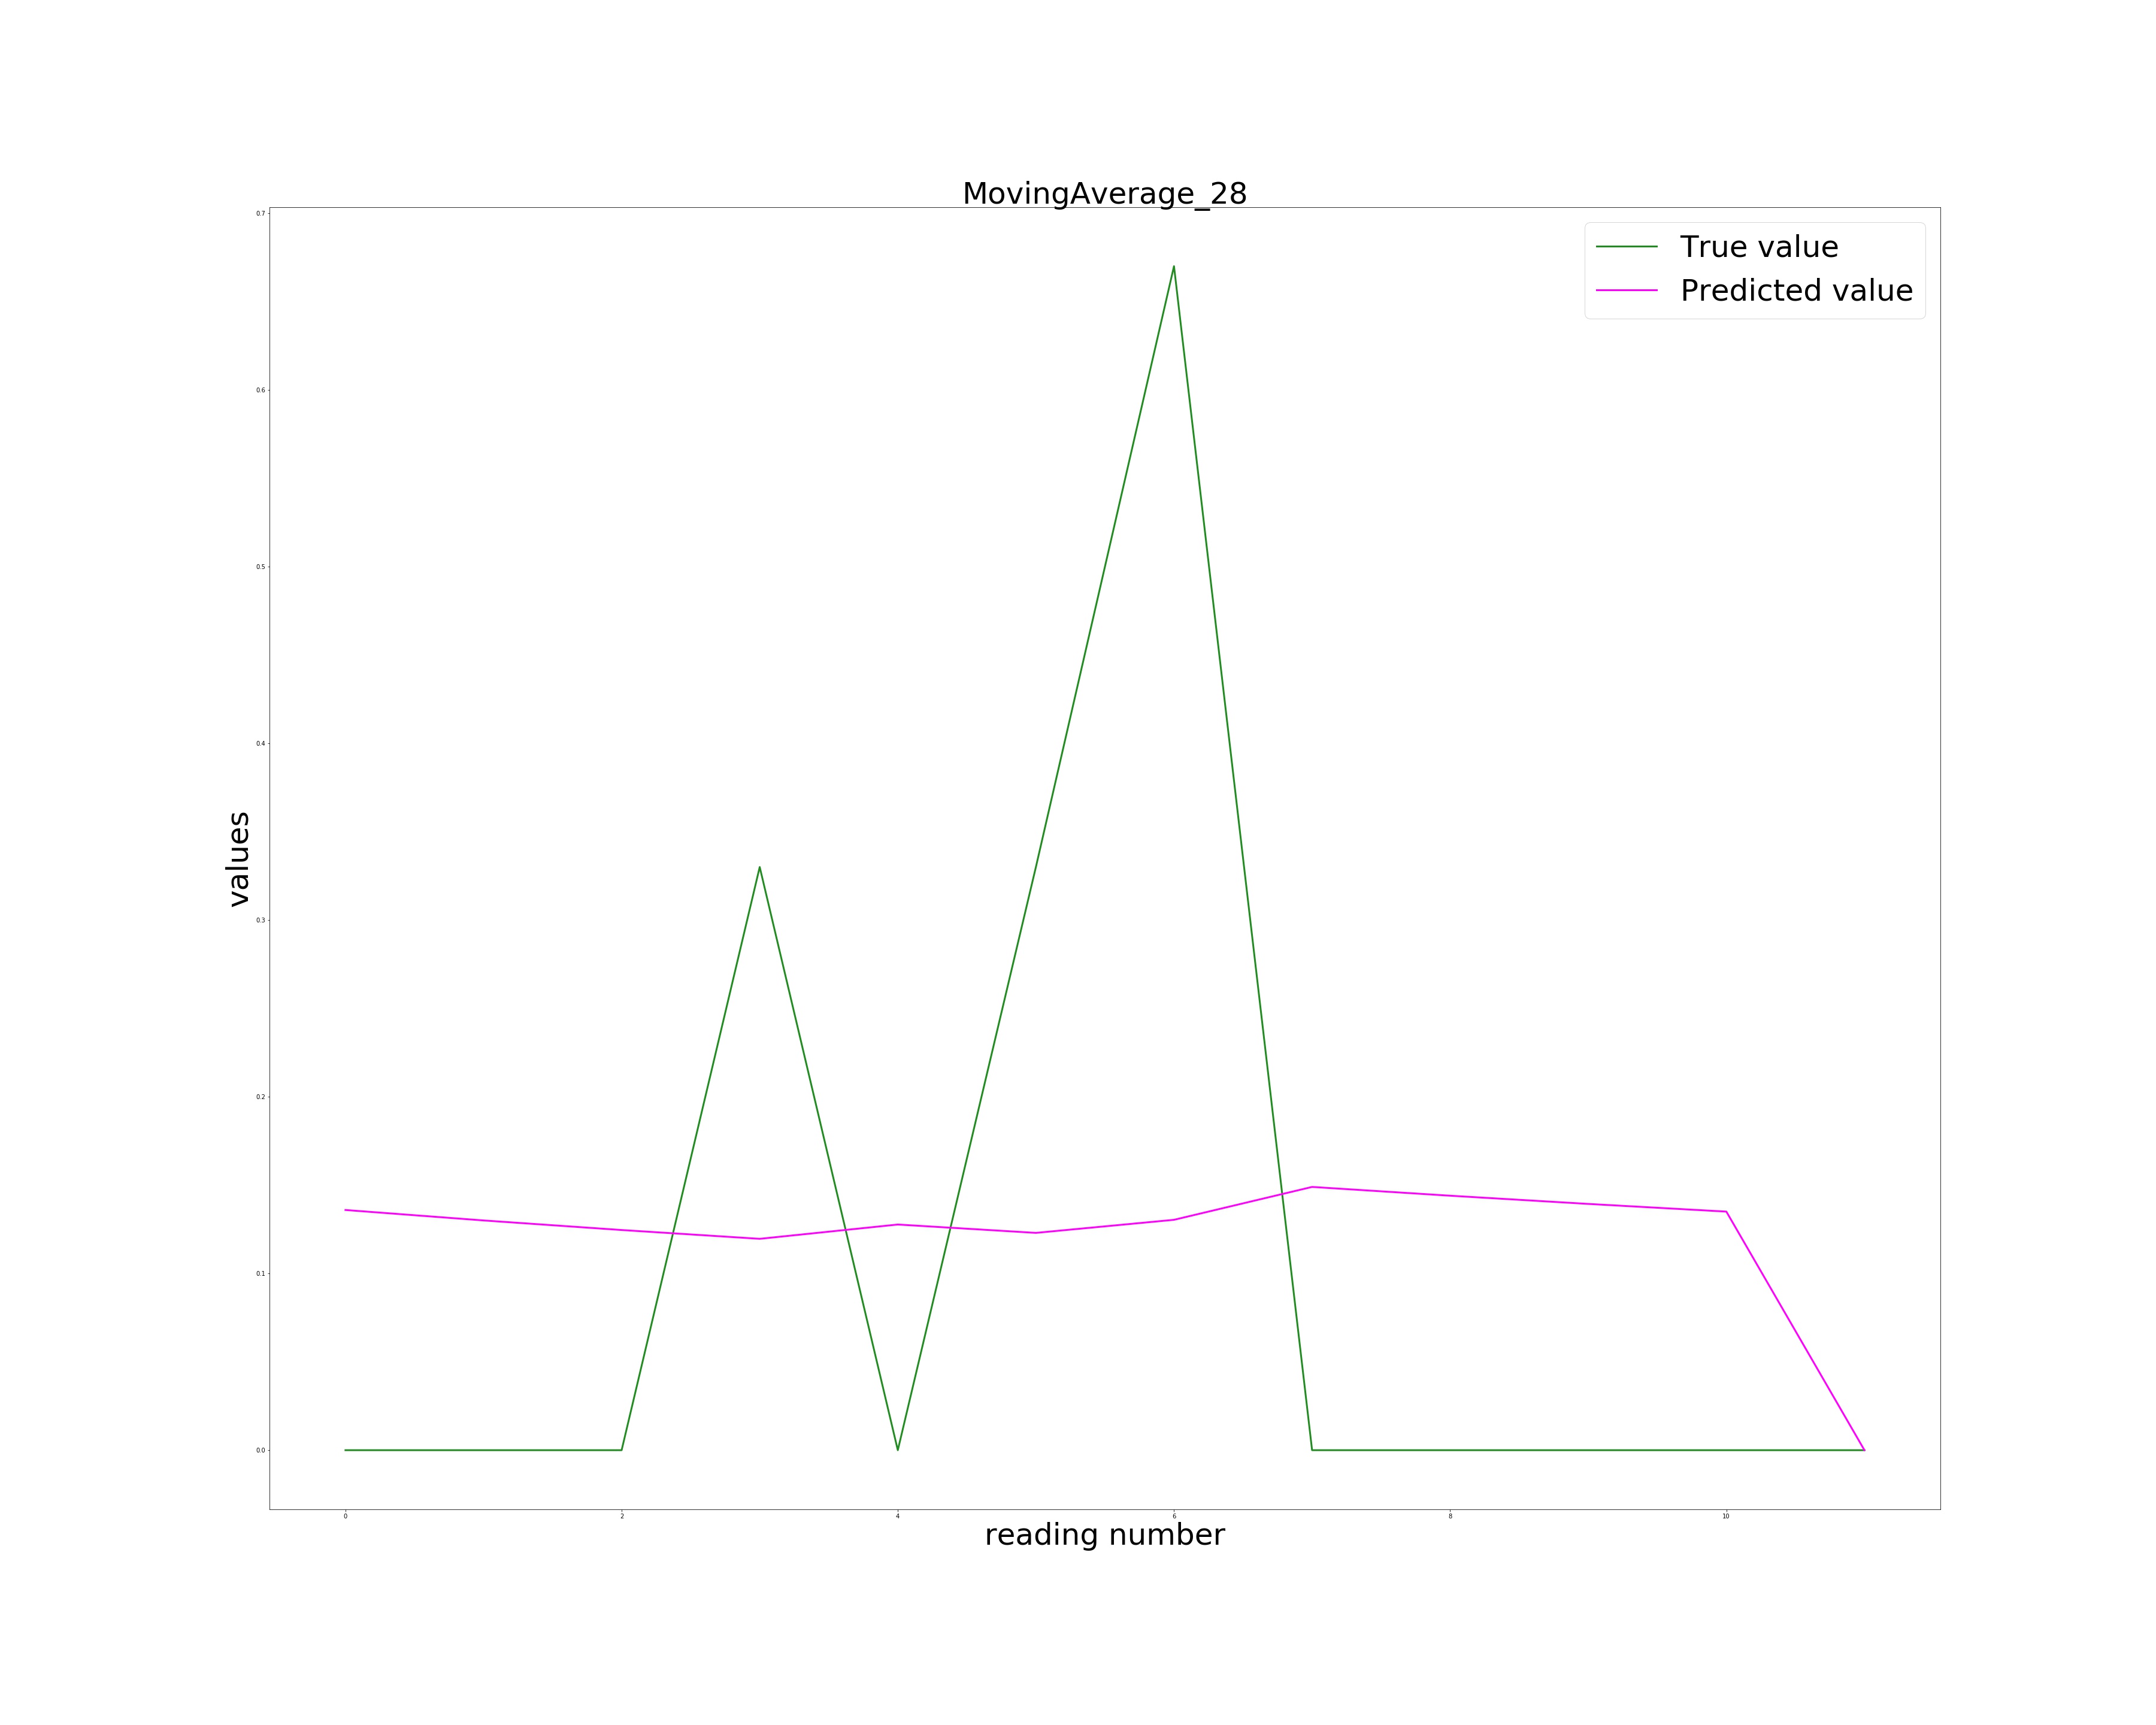 MovingAverage_28
True value
Predicted value
0.7
0.6
0.5
0.4
0.3
0.2
0.1
0.0
values
0 2 4 6 8 10
reading number